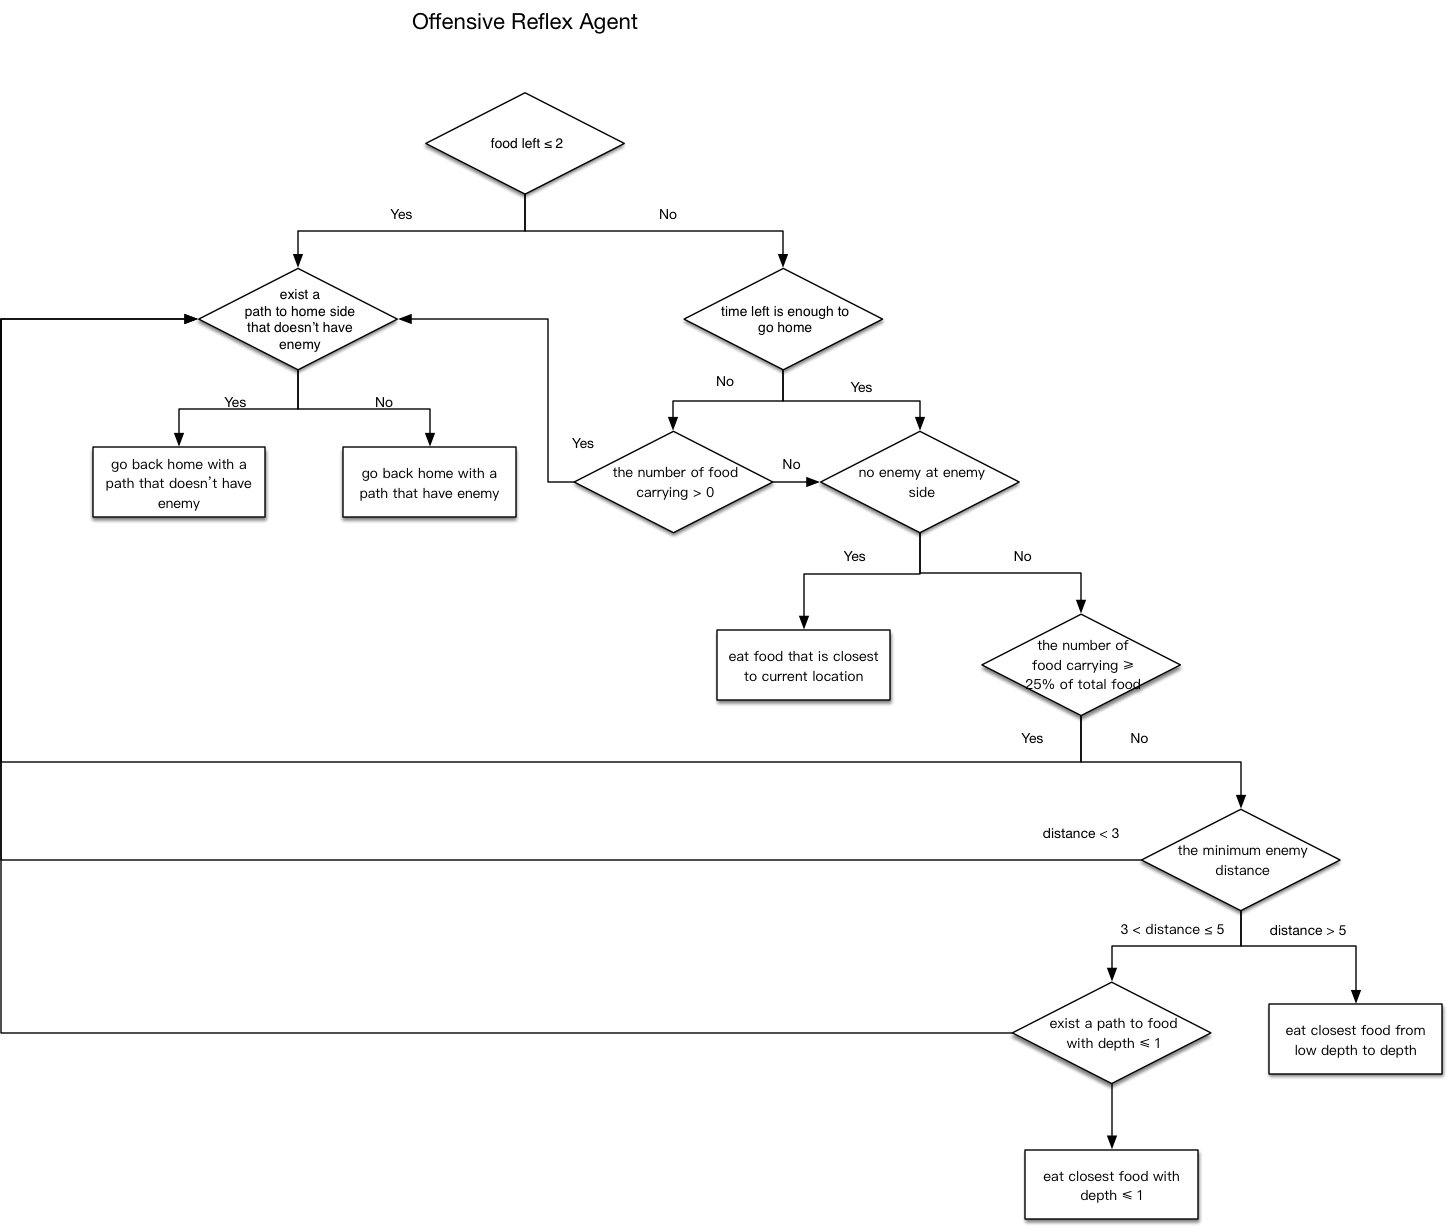 Offensive Reflex Agent
food left ≤ 2
Yes
No
exist a
path to home side
that doesn't have
enemy
time left is enough to
go home
No
Yes
Yes
No
Yes
go back home with a
path that doesn't have
enemy
go back home with a
path that have enemy
the number of food
carrying > 0
No
no enemy at enemy
side
Yes
No
eat food that is closest
to current location
the number of
food carrying ≥
25% of total food
Yes
No
distance < 3
the minimum enemy
distance
3 < distance ≤ 5
distance > 5
exist a path to food
with depth ≤ 1
eat closest food from
low depth to depth
eat closest food with
depth ≤ 1